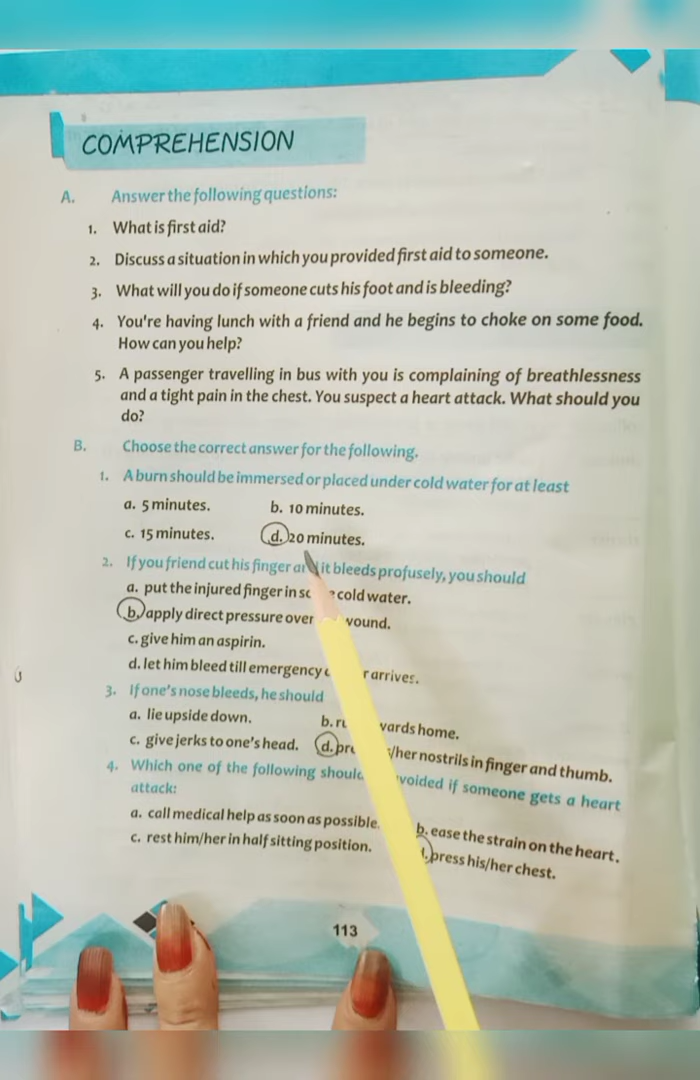 COMPREHENSION
A. Answer the following questions:
1. What is first aid?
2. Discuss a situation in which you provided first aid to someone.
3. What will you do if someone cuts his foot and is bleeding?
4. You're having lunch with a friend and he begins to choke on some food.
How can you help?
5. A passenger travelling in bus with you is complaining of breathlessness
and a tight pain in the chest. You suspect a heart attack. What should you
do?
B. Choose the correct answer for the following.
1. A burn should be immersed or placed under cold water for at least
a. 5 minutes. b. 10 minutes.
c. 15 minutes. d. 20 minutes.
2. If you friend cut his finger it bleeds profusely, you should
a. put the injured finger in cold water.
b. apply direct pressure over wound.
c. give him an aspirin.
d. let him bleed till emergency arrives.
3. If one's nose bleeds, he should
a. lie upside down. b. home.
c. give jerks to one's head. d. /her nostrils in finger and thumb.
4. Which one of the following should avoided if someone gets a heart
attack:
a. call medical help as soon as possible. b. ease the strain on the heart.
c. rest him/her in half sitting position. press his/her chest.
113